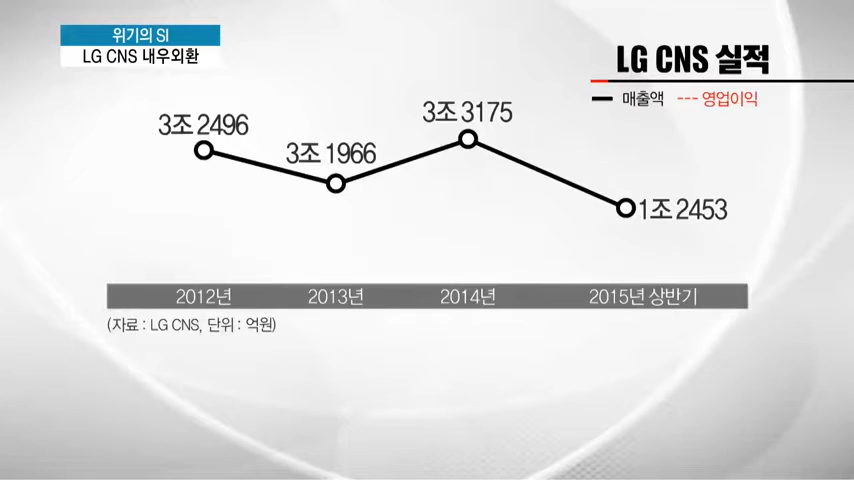 위기의 SI
LG CNS 내우외환
LG CNS 실적
매출액 --- 영업이익
3조 2496
3조 1966
3조 3175
1조 2453
2012년 2013년 2014년 2015년 상반기
(자료 : LG CNS, 단위 : 억원)